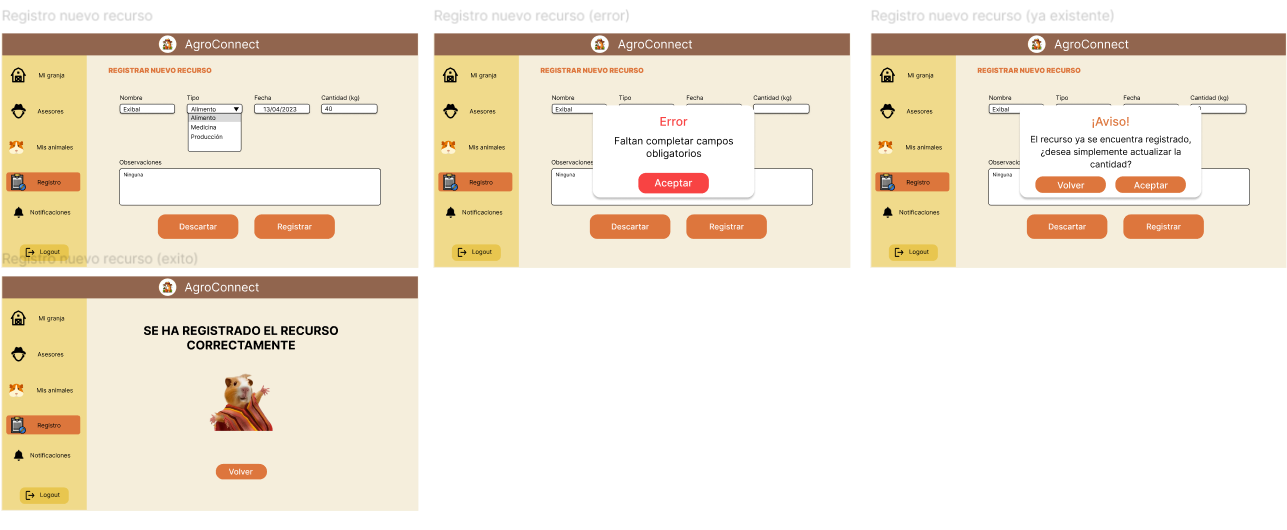 Registro nuevo recurso
AgroConnect
Mi granja
Asesores
Mis animales
Registro
Notificaciones
Logout
REGISTRAR NUEVO RECURSO
Nombre
Tipo
Fecha
Cantidad (kg)
Exibal
Alimento
13/04/2023
40
Alimento
Medicina
Producción
Observaciones
Ninguna
Descartar
Registrar
Registro nuevo recurso (error)
AgroConnect
Mi granja
Asesores
Mis animales
Registro
Notificaciones
Logout
REGISTRAR NUEVO RECURSO
Nombre
Tipo
Fecha
Cantidad (kg)
Exibal
Error
Faltan completar campos
obligatorios
Aceptar
Observaciones
Ninguna
Descartar
Registrar
Registro nuevo recurso (ya existente)
AgroConnect
Mi granja
Asesores
Mis animales
Registro
Notificaciones
Logout
REGISTRAR NUEVO RECURSO
Nombre
Tipo
Fecha
Cantidad (kg)
Exibal
¡Aviso!
El recurso ya se encuentra registrado,
¿desea simplemente actualizar la
cantidad?
Volver
Aceptar
Ninguna
Descartar
Registrar
Registro nuevo recurso (exito)
AgroConnect
Mi granja
Asesores
Mis animales
Registro
Notificaciones
Logout
SE HA REGISTRADO EL RECURSO
CORRECTAMENTE
Volver